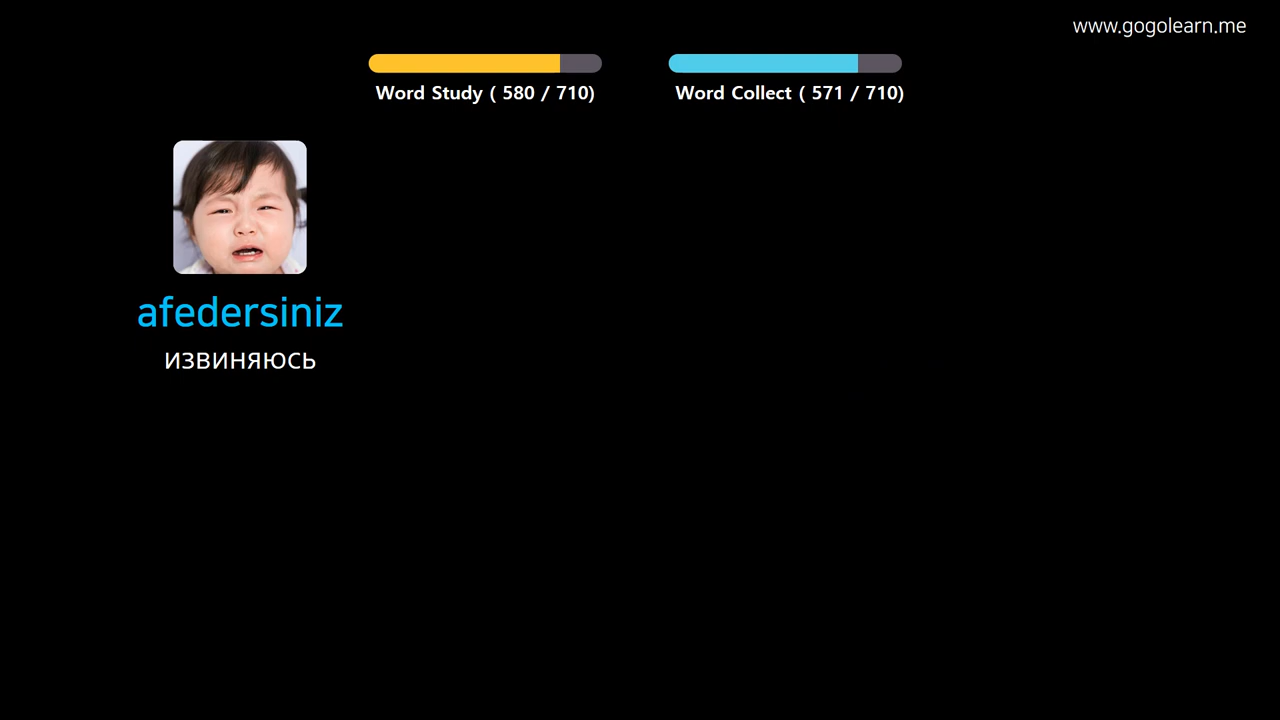 www.gogolearn.me
Word Study ( 580 / 710)
Word Collect ( 571 / 710)
afedersiniz
извиняюсь